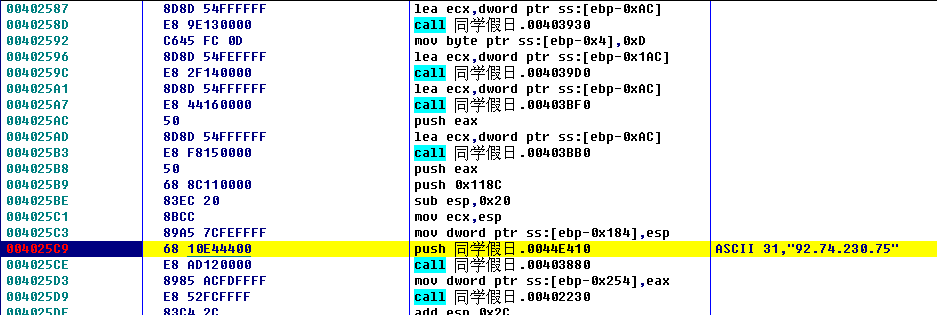 00402587 8D8D 54FFFFFF lea ecx,dword ptr ss:[ebp-0xAC]
0040258D E8 9E130000 call 同学假日.00403930
00402592 C645 FC 0D mov byte ptr ss:[ebp-0x4],0xD
00402596 8D8D 54FEFFFF lea ecx,dword ptr ss:[ebp-0x1AC]
0040259C E8 2F140000 call 同学假日.004039D0
004025A1 8D8D 54FFFFFF lea ecx,dword ptr ss:[ebp-0xAC]
004025A7 E8 44160000 call 同学假日.00403BF0
004025AC 50 push eax
004025AD 8D8D 54FFFFFF lea ecx,dword ptr ss:[ebp-0xAC]
004025B3 E8 F8150000 call 同学假日.00403BB0
004025B8 50 push eax
004025B9 68 8C110000 push 0x118C
004025BE 83EC 20 sub esp,0x20
004025C1 8BCC mov ecx,esp
004025C3 89A5 7CFEFFFF mov dword ptr ss:[ebp-0x184],esp
004025C9 68 10E44400 push 同学假日.0044E410 ASCII 31,"92.74.230.75"
004025CE E8 AD120000 call 同学假日.00403880
004025D3 8985 ACFDFFFF mov dword ptr ss:[ebp-0x254],eax
004025D9 E8 52FCFFFF call 同学假日.00402230
004025DE 83C4 2C add esp,0x2C